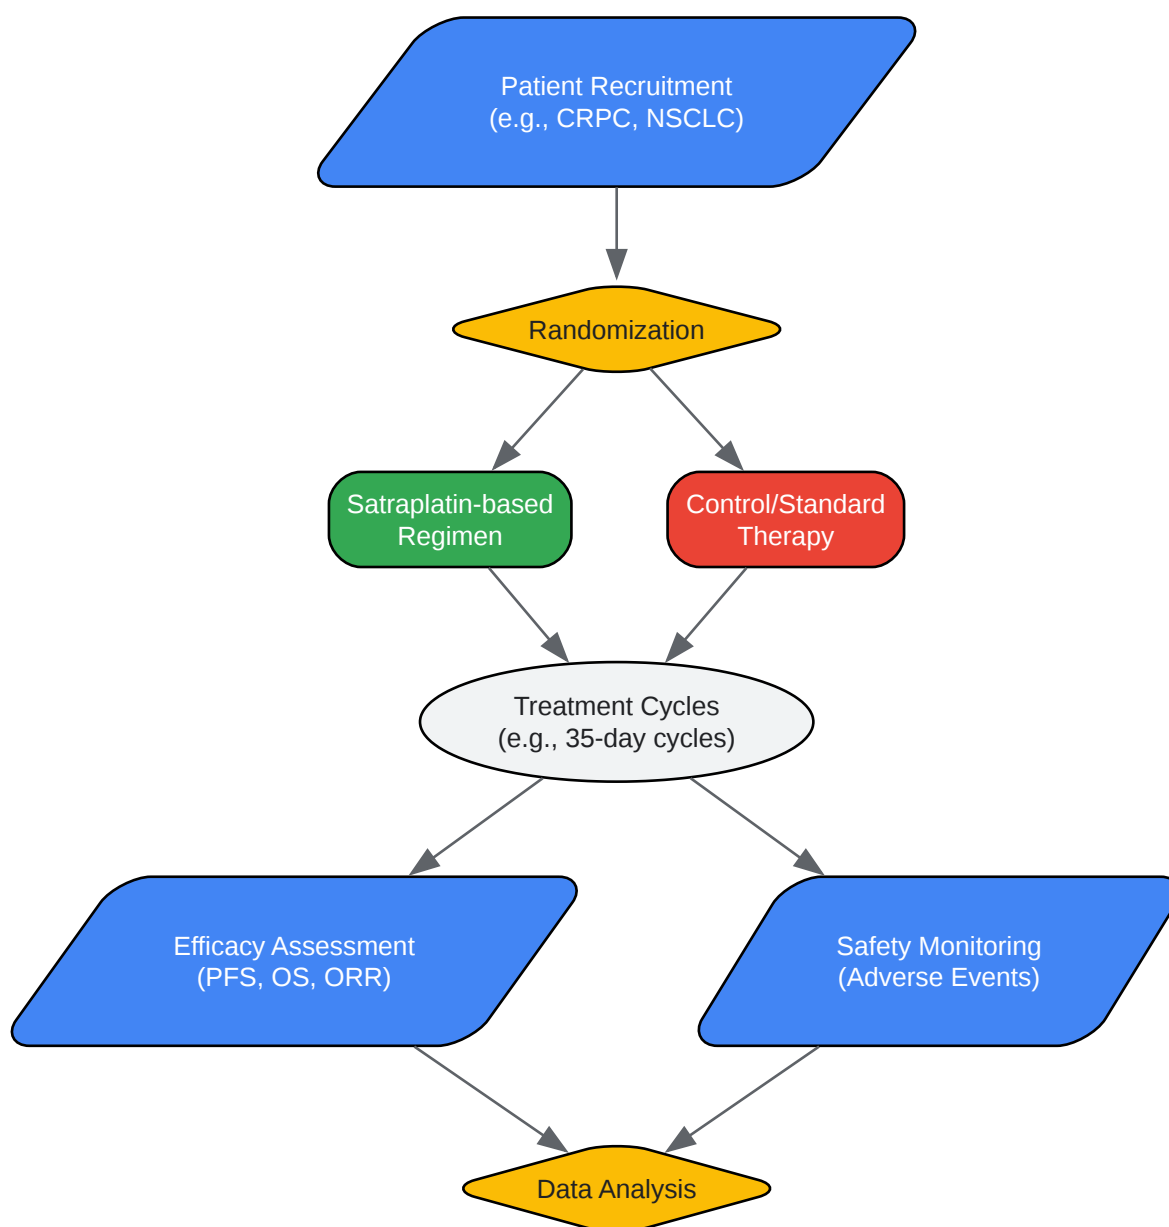 Patient Recruitment
(e.g., CRPC, NSCLC)
Randomization
Satraplatin-based
Regimen
Control/Standard
Therapy
Treatment Cycles
(e.g., 35-day cycles)
Efficacy Assessment
(PFS, OS, ORR)
Safety Monitoring
(Adverse Events)
Data Analysis